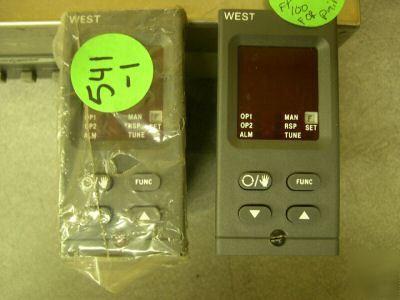 WEST
541
-1
OP1 MAN F
OP2 RSP SET
ALM TUNE
FUNC
WEST
100
OP1 MAN F
OP2 RSP SET
ALM TUNE
FUNC